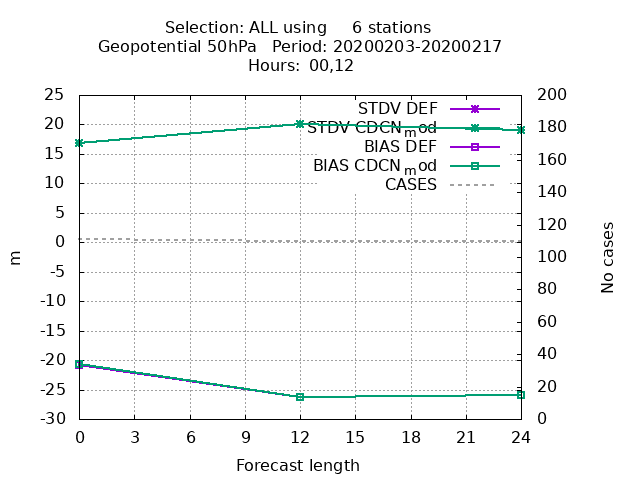 Selection: ALL using     6 stations
Geopotential 50hPa   Period: 20200203-20200217
Hours: 00,12
25
20
15
10
5
0
-5
-10
-15
-20
-25
-30
m
STDV DEF
STDV CDCNmod
BIAS DEF
BIAS CDCNmod
CASES
200
180
160
140
120
100
80
60
40
20
0
No cases
0 3 6 9 12 15 18 21 24
Forecast length